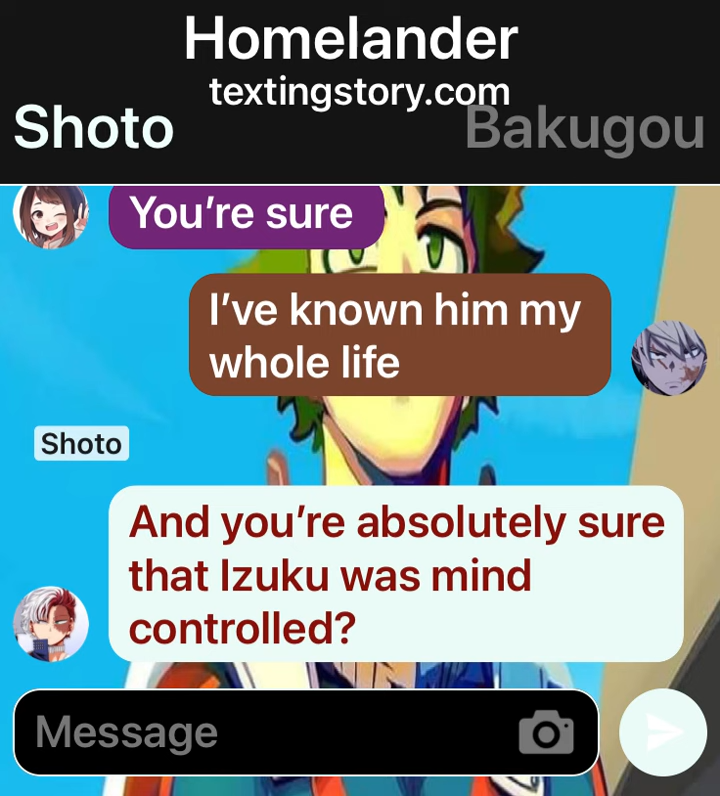 Homelander
textingstory.com
Shoto
Bakugou
You're sure
I've known him my
whole life
Shoto
And you're absolutely sure
that Izuku was mind
controlled?
Message